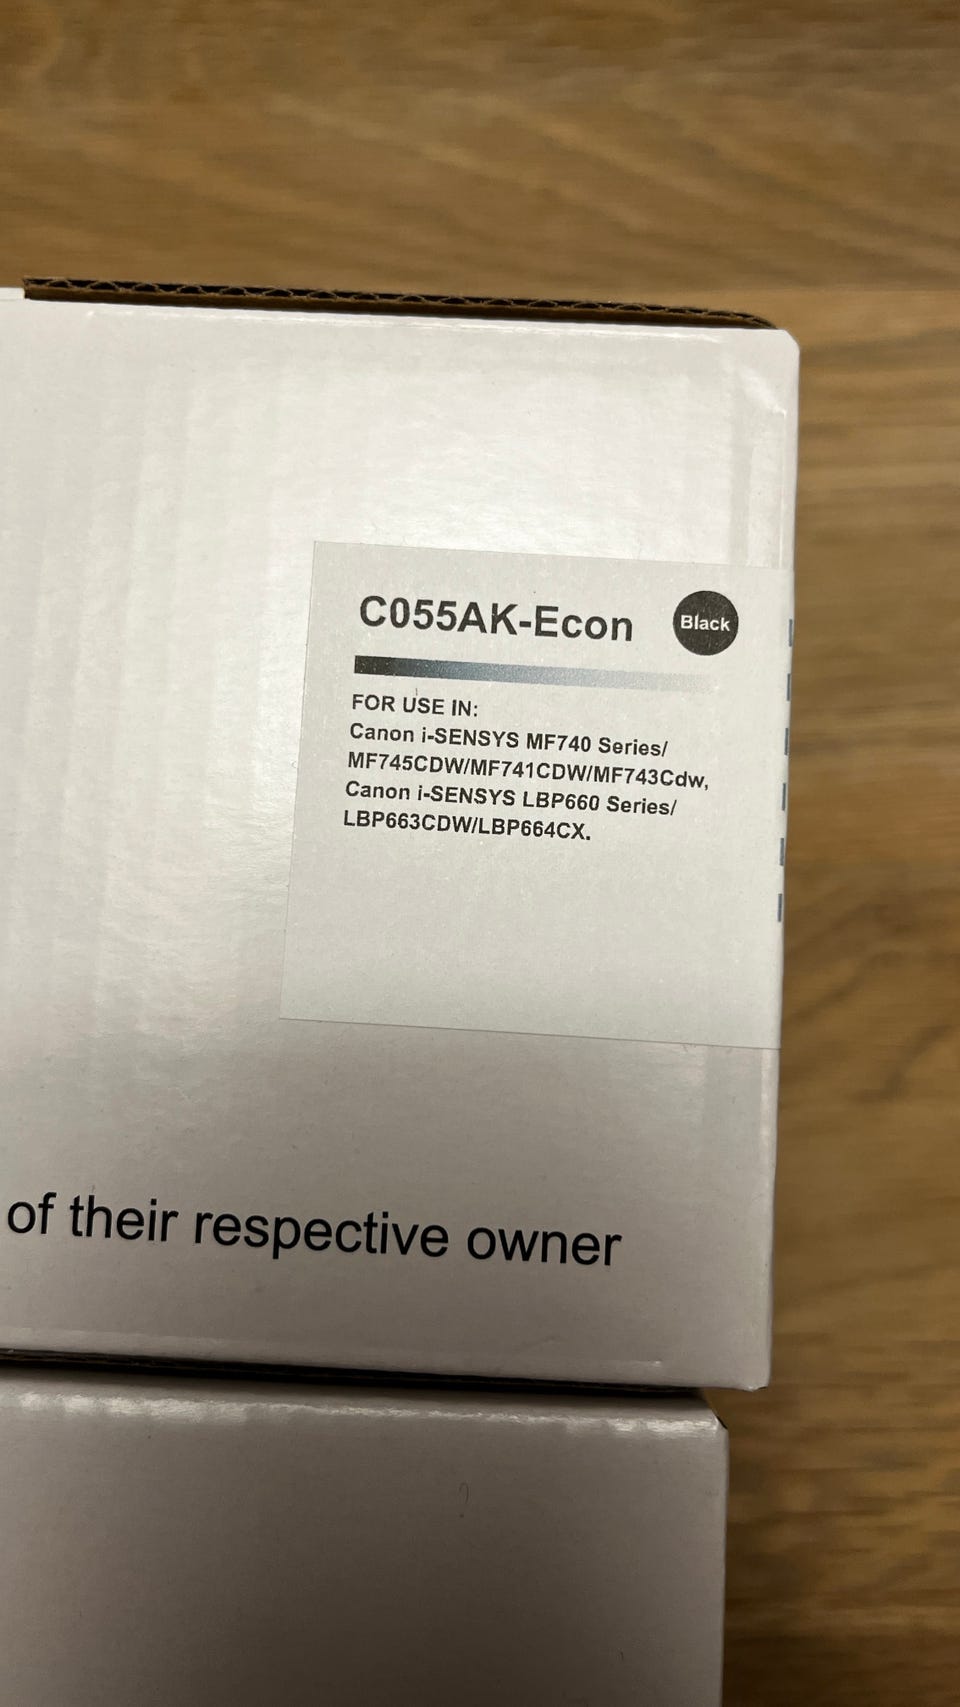 C055AK-Econ
Black
FOR USE IN:
Canon i-SENSYS MF740 Series/
MF745CDW/MF741CDW/MF743Cdw,
Canon i-SENSYS LBP660 Series/
LBP663CDW/LBP664CX.
of their respective owner